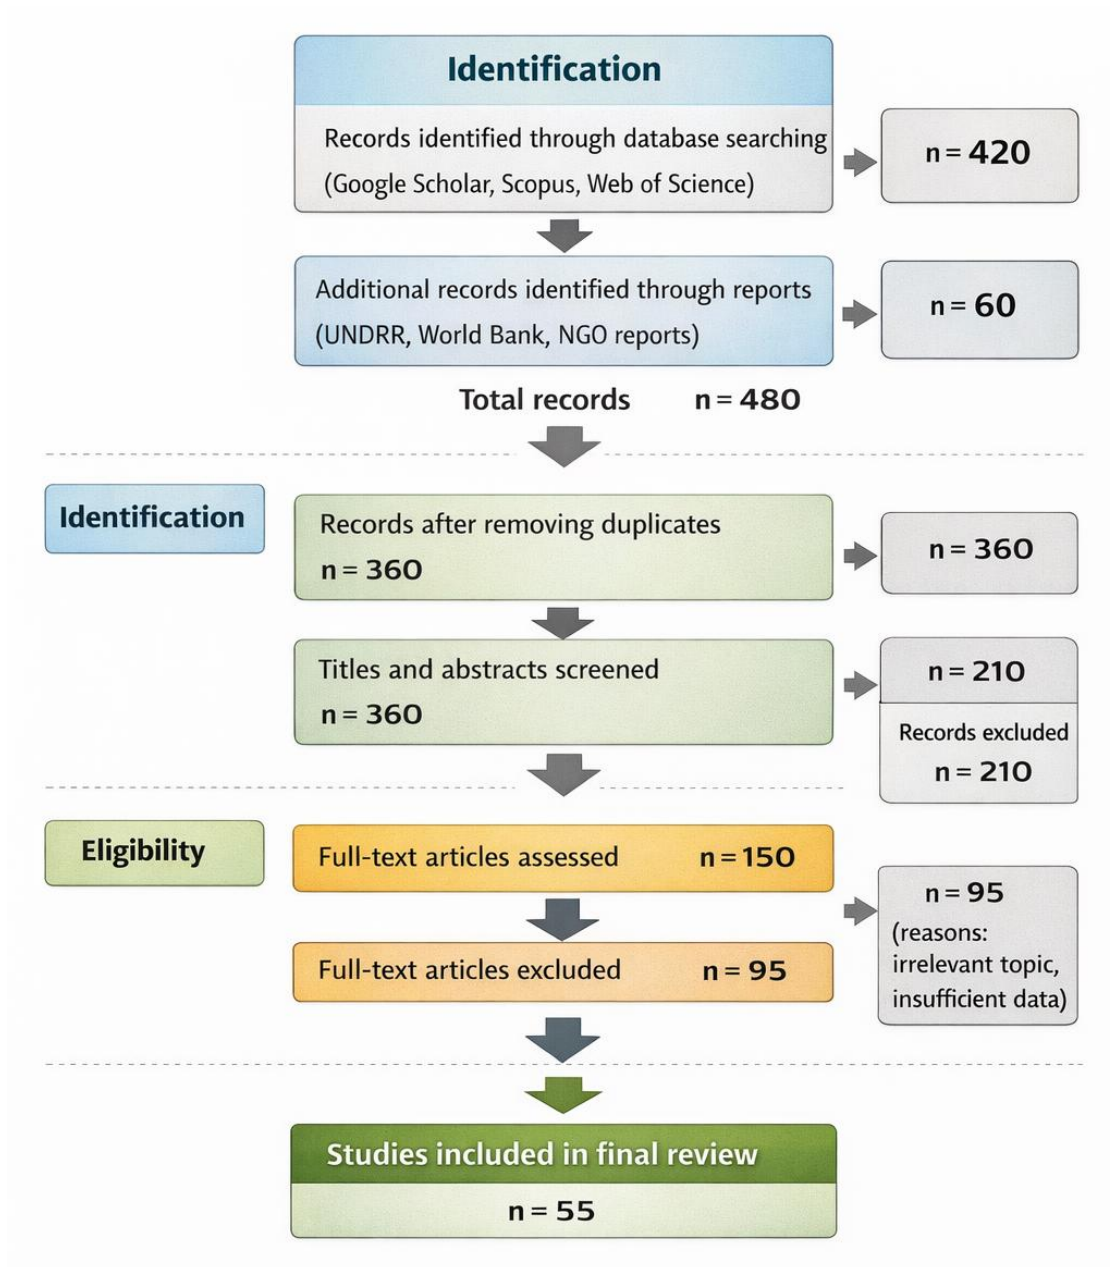 Identification
Records identified through database searching
(Google Scholar, Scopus, Web of Science)
n = 420
Additional records identified through reports
(UNDRR, World Bank, NGO reports)
n = 60
Total records n = 480
Identification
Records after removing duplicates
n = 360
n = 360
Titles and abstracts screened
n = 360
n = 210
Records excluded
n = 210
Eligibility
Full-text articles assessed n = 150
Full-text articles excluded n = 95
n = 95
(reasons:
irrelevant topic,
insufficient data)
Studies included in final review
n = 55